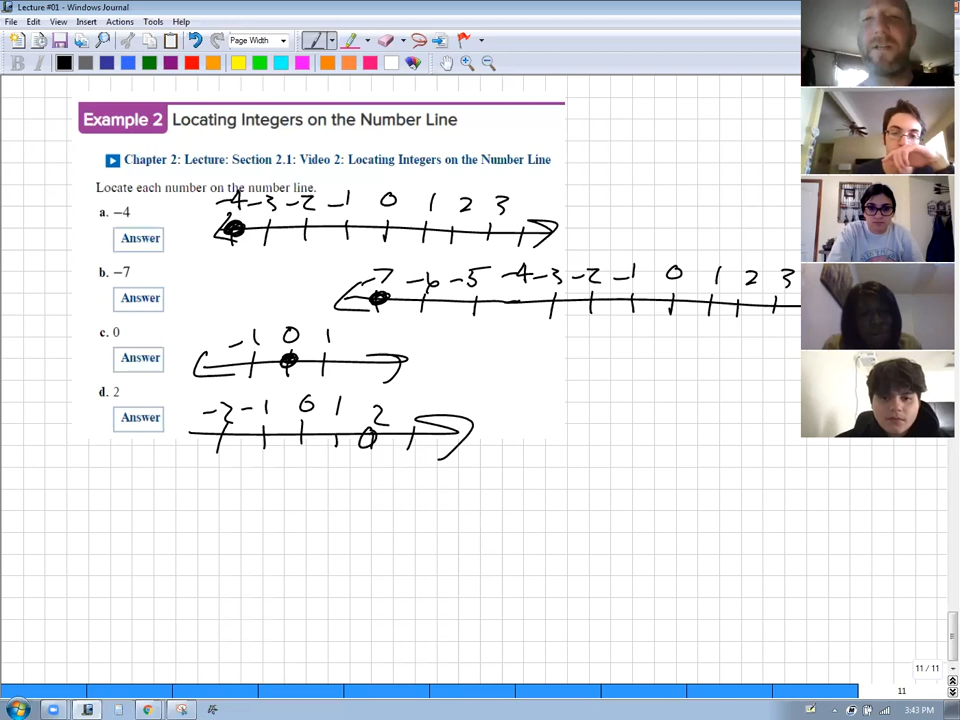 Lecture #01 - Windows Journal
File Edit View Insert Actions Tools Help
Page Width
B I
Example 2 Locating Integers on the Number Line
Chapter 2: Lecture: Section 2.1: Video 2: Locating Integers on the Number Line
Locate each number on the number line.
-4 -3 -2 -1 0 1 2 3
a. −4
Answer
b. −7
-7 -6 -5 -4 -3 -2 -1 0 1 2 3
Answer
c. 0
-1 0 1
Answer
d. 2
-2 -1 0 1 2
Answer
11 / 11
11
3:43 PM